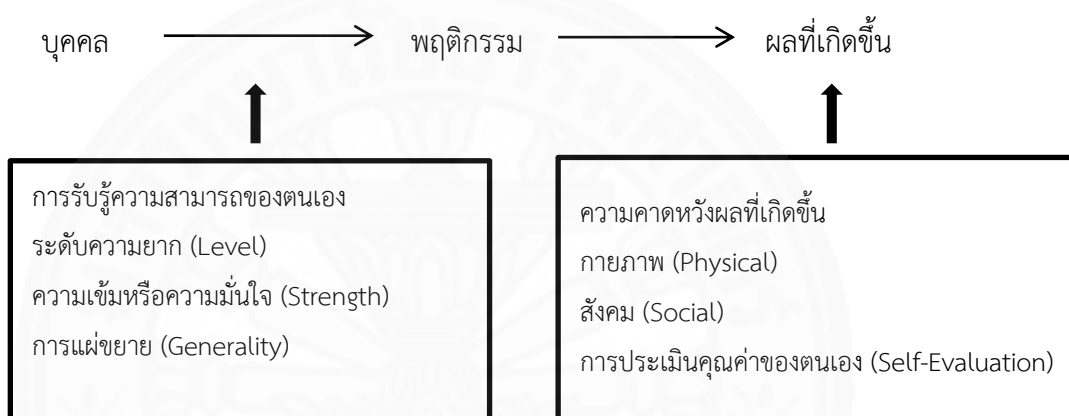 บุคคล พฤติกรรม ผลที่เกิดขึ้น
การรับรู้ความสามารถของตนเอง
ระดับความยาก (Level)
ความเข้มหรือความมั่นใจ (Strength)
การแผ่ขยาย (Generality)
ความคาดหวังผลที่เกิดขึ้น
กายภาพ (Physical)
สังคม (Social)
การประเมินคุณค่าของตนเอง (Self-Evaluation)